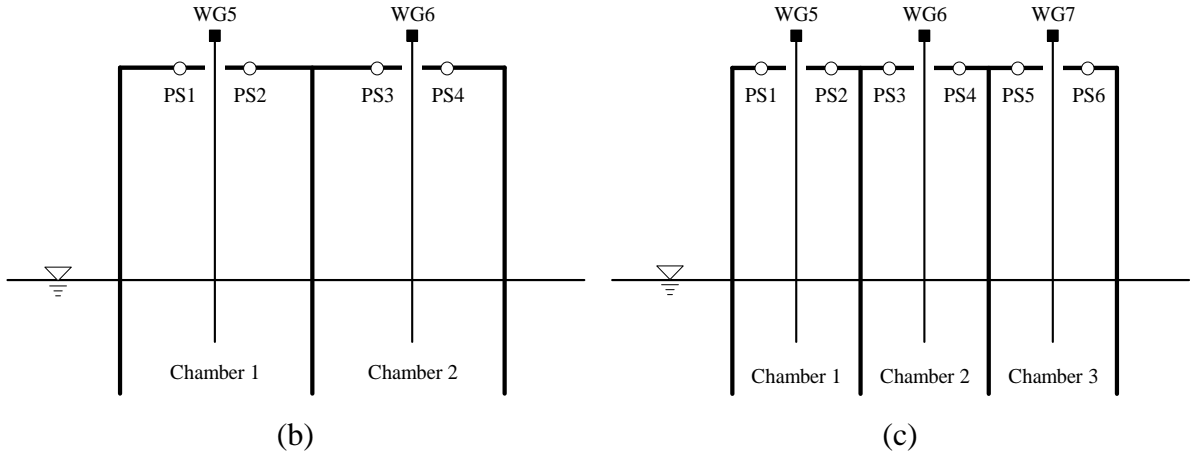 WG5 WG6
PS1 PS2 PS3 PS4
Chamber 1 Chamber 2
(b)
WG5 WG6 WG7
PS1 PS2 PS3 PS4 PS5 PS6
Chamber 1 Chamber 2 Chamber 3
(c)